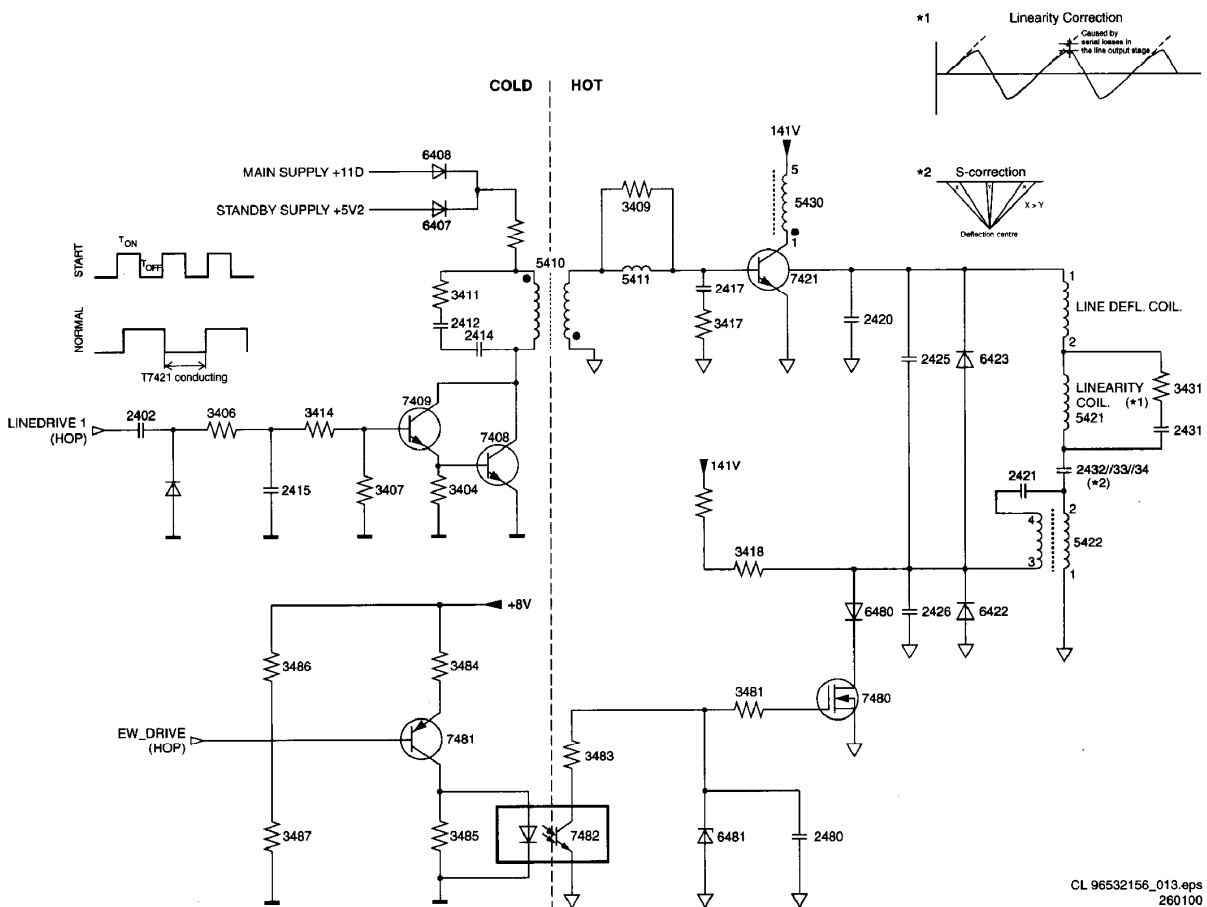 *1
Linearity Correction
Caused by
serial losses in
the line output stage
COLD
HOT
141V
6408
MAIN SUPPLY +11D
5
*2
S-correction
X
Y
X
X > Y
Deflection centre
3409
5430
STANDBY SUPPLY +5V2
6407
1
START
TON
TOFF
5410
5411
7421
3411
2417
1
2412
2420
LINE DEFL. COIL.
NORMAL
2414
3417
2425
6423
2
T7421 conducting
LINEARITY
COIL. (*1)
5421
3431
7409
2402
3406
3414
LINEDRIVE 1
(HOP)
2431
7408
141V
2421
2432//33//34
(*2)
2415
3407
3404
2
4
5422
3418
3
1
+8V
6480
2426
6422
3486
3484
3481
7480
EW_DRIVE
(HOP)
7481
3483
3487
3485
7482
6481
2480
CL 96532156_013.eps
260100